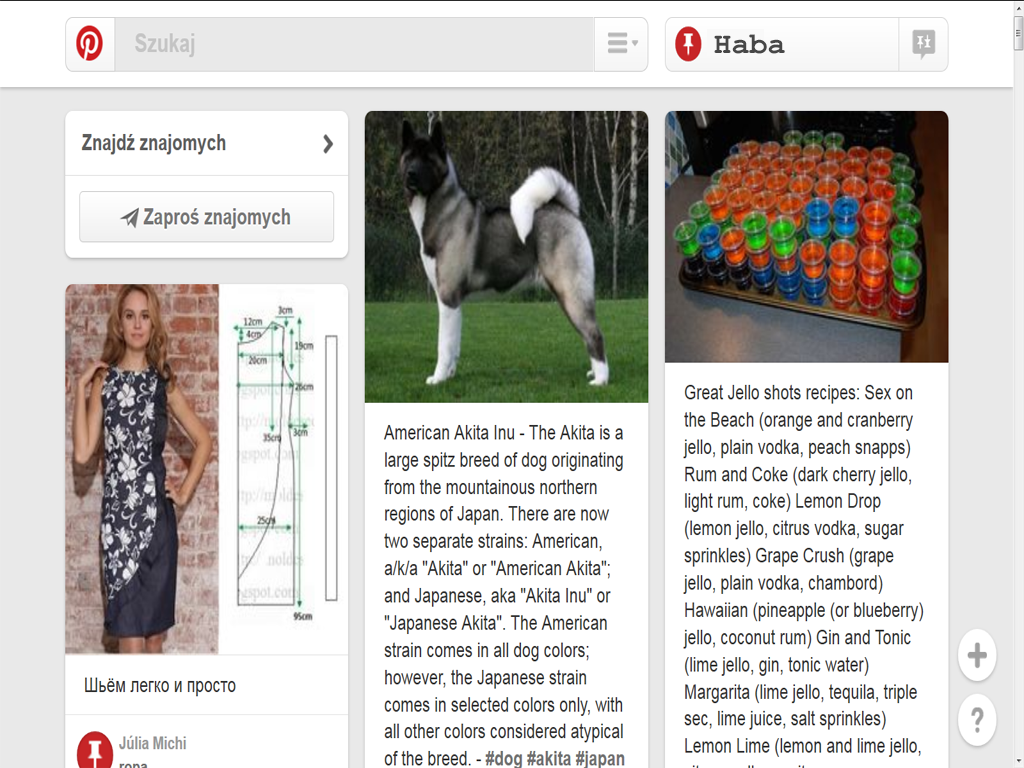 Szukaj
Haba
Znajdź znajomych
Zaproś znajomych
3cm
12cm
4cm
19cm
20cm
26cm
35cm
3cm
25cm
95cm
Шьём легко и просто
Júlia Michi
American Akita Inu - The Akita is a
large spitz breed of dog originating
from the mountainous northern
regions of Japan. There are now
two separate strains: American,
a/k/a "Akita" or "American Akita";
and Japanese, aka "Akita Inu" or
"Japanese Akita". The American
strain comes in all dog colors;
however, the Japanese strain
comes in selected colors only, with
all other colors considered atypical
of the breed. - #dog #akita #japan
Great Jello shots recipes: Sex on
the Beach (orange and cranberry
jello, plain vodka, peach snapps)
Rum and Coke (dark cherry jello,
light rum, coke) Lemon Drop
(lemon jello, citrus vodka, sugar
sprinkles) Grape Crush (grape
jello, plain vodka, chambord)
Hawaiian (pineapple (or blueberry)
jello, coconut rum) Gin and Tonic
(lime jello, gin, tonic water)
Margarita (lime jello, tequila, triple
sec, lime juice, salt sprinkles)
Lemon Lime (lemon and lime jello,